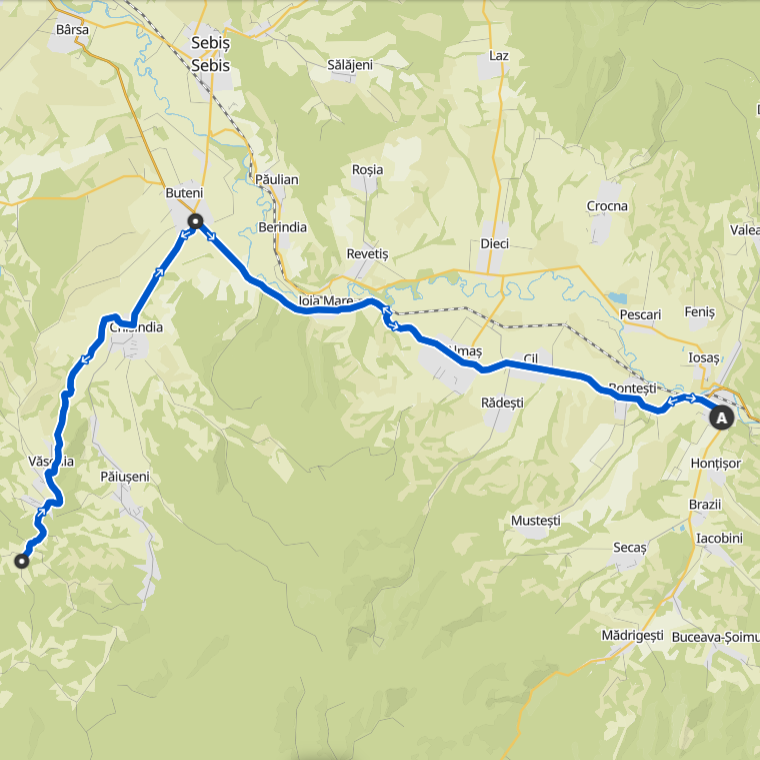 Bârsa
Sebiș
Sebis
Sălăjeni
Laz
Buteni
Păulian
Roșia
Crocna
Berindia
Revetiș
Dieci
Valea
Joia Mare
Pescari
Feniș
Chisindia
Almaș
Cil
Iosaș
Bontești
A
Rădești
Păiușeni
Honțișor
Mustești
Brazii
Secaș
Iacobini
Mădrigești
Buceava-Șoimu